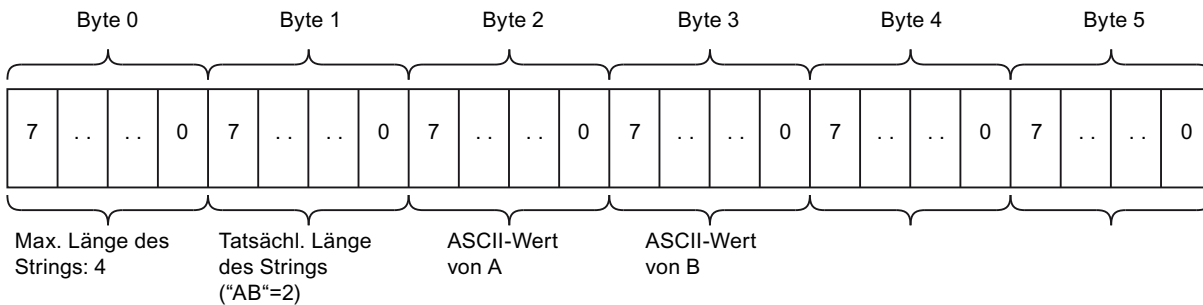 Byte 0 Byte 1 Byte 2 Byte 3 Byte 4 Byte 5
7 . . . . 0 7 . . . . 0 7 . . . . 0 7 . . . . 0 7 . . . . 0 7 . . . . 0
Max. Länge des
Strings: 4
Tatsächl. Länge
des Strings
(“AB“=2)
ASCII-Wert
von A
ASCII-Wert
von B